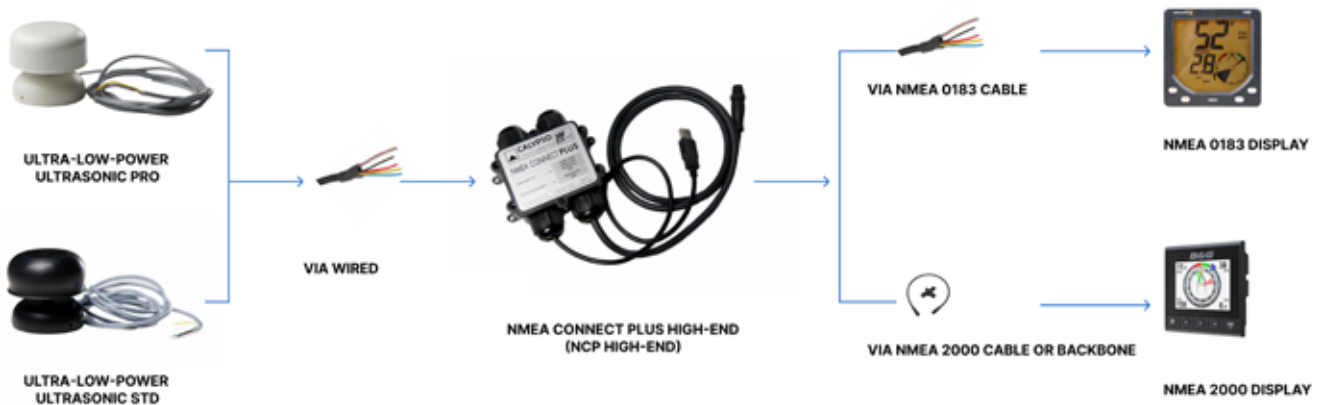 ULTRA-LOW-POWER
ULTRASONIC PRO
ULTRA-LOW-POWER
ULTRASONIC STD
VIA WIRED
CALYPSO
NMEA CONNECT PLUS
NMEA CONNECT PLUS HIGH-END
(NCP HIGH-END)
VIA NMEA 0183 CABLE
52°
2.8
NMEA 0183 DISPLAY
VIA NMEA 2000 CABLE OR BACKBONE
B&G
NMEA 2000 DISPLAY